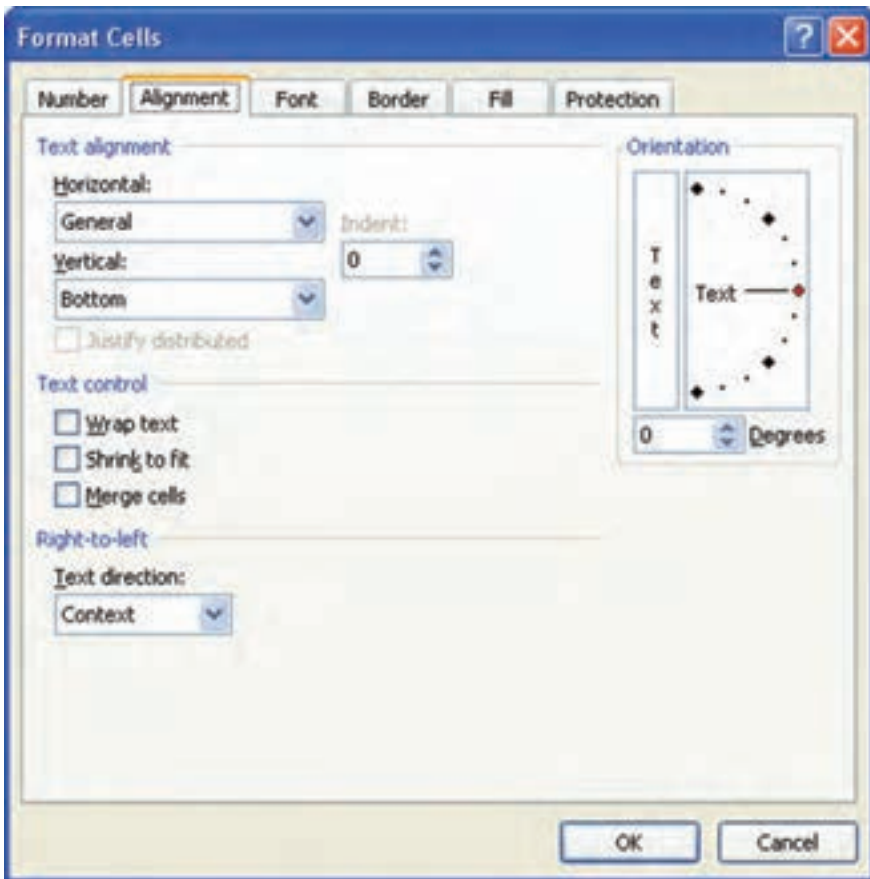 Format Cells
Number Alignment Font Border Fill Protection
Text alignment
Horizontal:
General
Indent:
0
Vertical:
Bottom
Justify distributed
Text control
Wrap text
Shrink to fit
Merge cells
Right-to-left
Text direction:
Context
Orientation
Text
Text
0 Degrees
OK Cancel